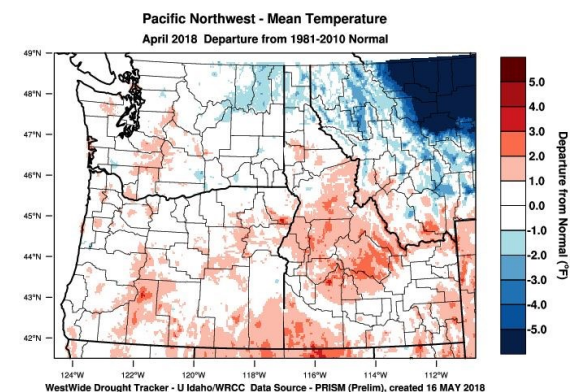 Pacific Northwest - Mean Temperature
April 2018 Departure from 1981-2010 Normal
49°N
48°N
47°N
46°N
45°N
44°N
43°N
42°N
124°W
122°W
120°W
118°W
116°W
114°W
112°W
5.0
4.0
3.0
2.0
1.0
0.0
-1.0
-2.0
-3.0
-4.0
-5.0
Departure from Normal (°F)
WestWide Drought Tracker - U Idaho/WRCC Data Source - PRISM (Prelim), created 16 MAY 2018